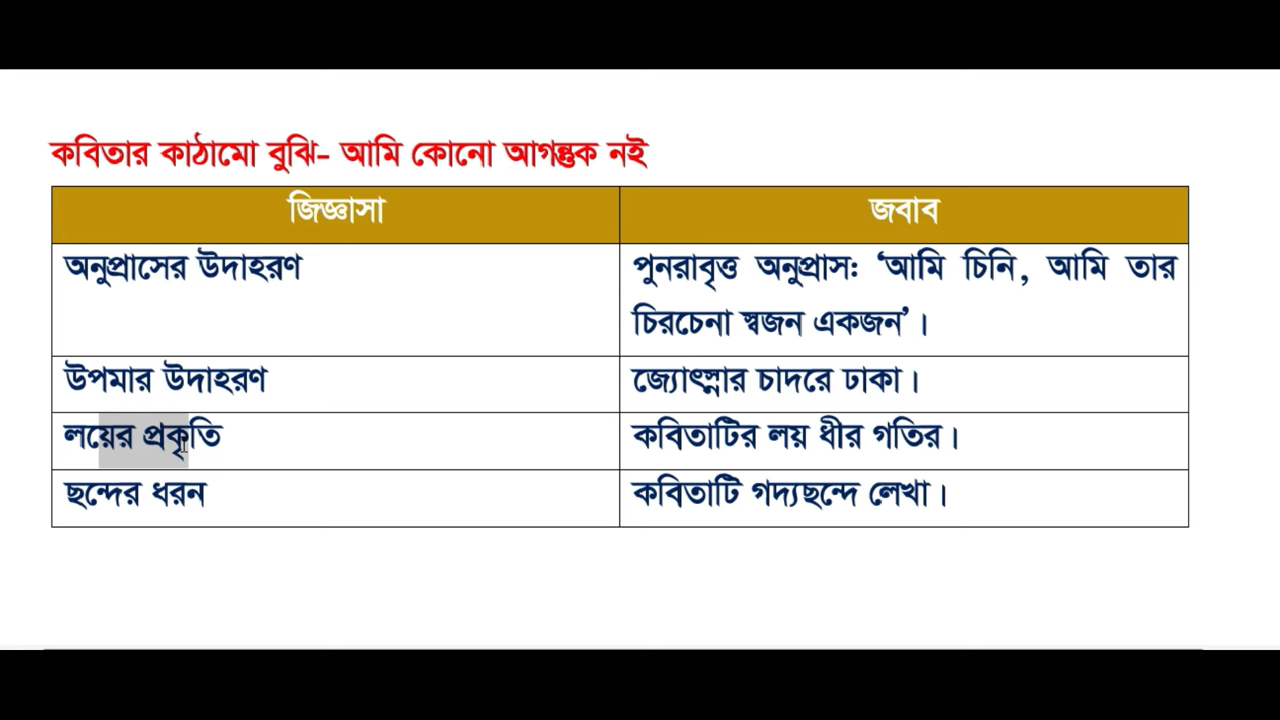 কবিতার কাঠামো বুঝি- আমি কোনো আগন্তুক নই
জিজ্ঞাসা
জবাব
অনুপ্রাসের উদাহরণ
পুনরাবৃত্ত অনুপ্রাস: ‘আমি চিনি, আমি তার
চিরচেনা স্বজন একজন’।
উপমার উদাহরণ
জ্যোৎস্নার চাদরে ঢাকা।
লয়ের প্রকৃতি
কবিতাটির লয় ধীর গতির।
ছন্দের ধরন
কবিতাটি গদ্যছন্দে লেখা।